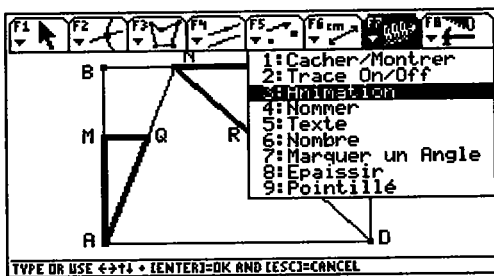 F1 F2 F3 F4 F5 F6 cm F7 F8
N
B
M Q R
A D
1:Cacher/Montrer
2:Trace On/Off
3:Animation
4:Nommer
5:Texte
6:Nombre
7:Marquer un Angle
8:Epaissir
9:Pointillé
TYPE OR USE ←→↑↓ + [ENTER]=OK AND [ESC]=CANCEL